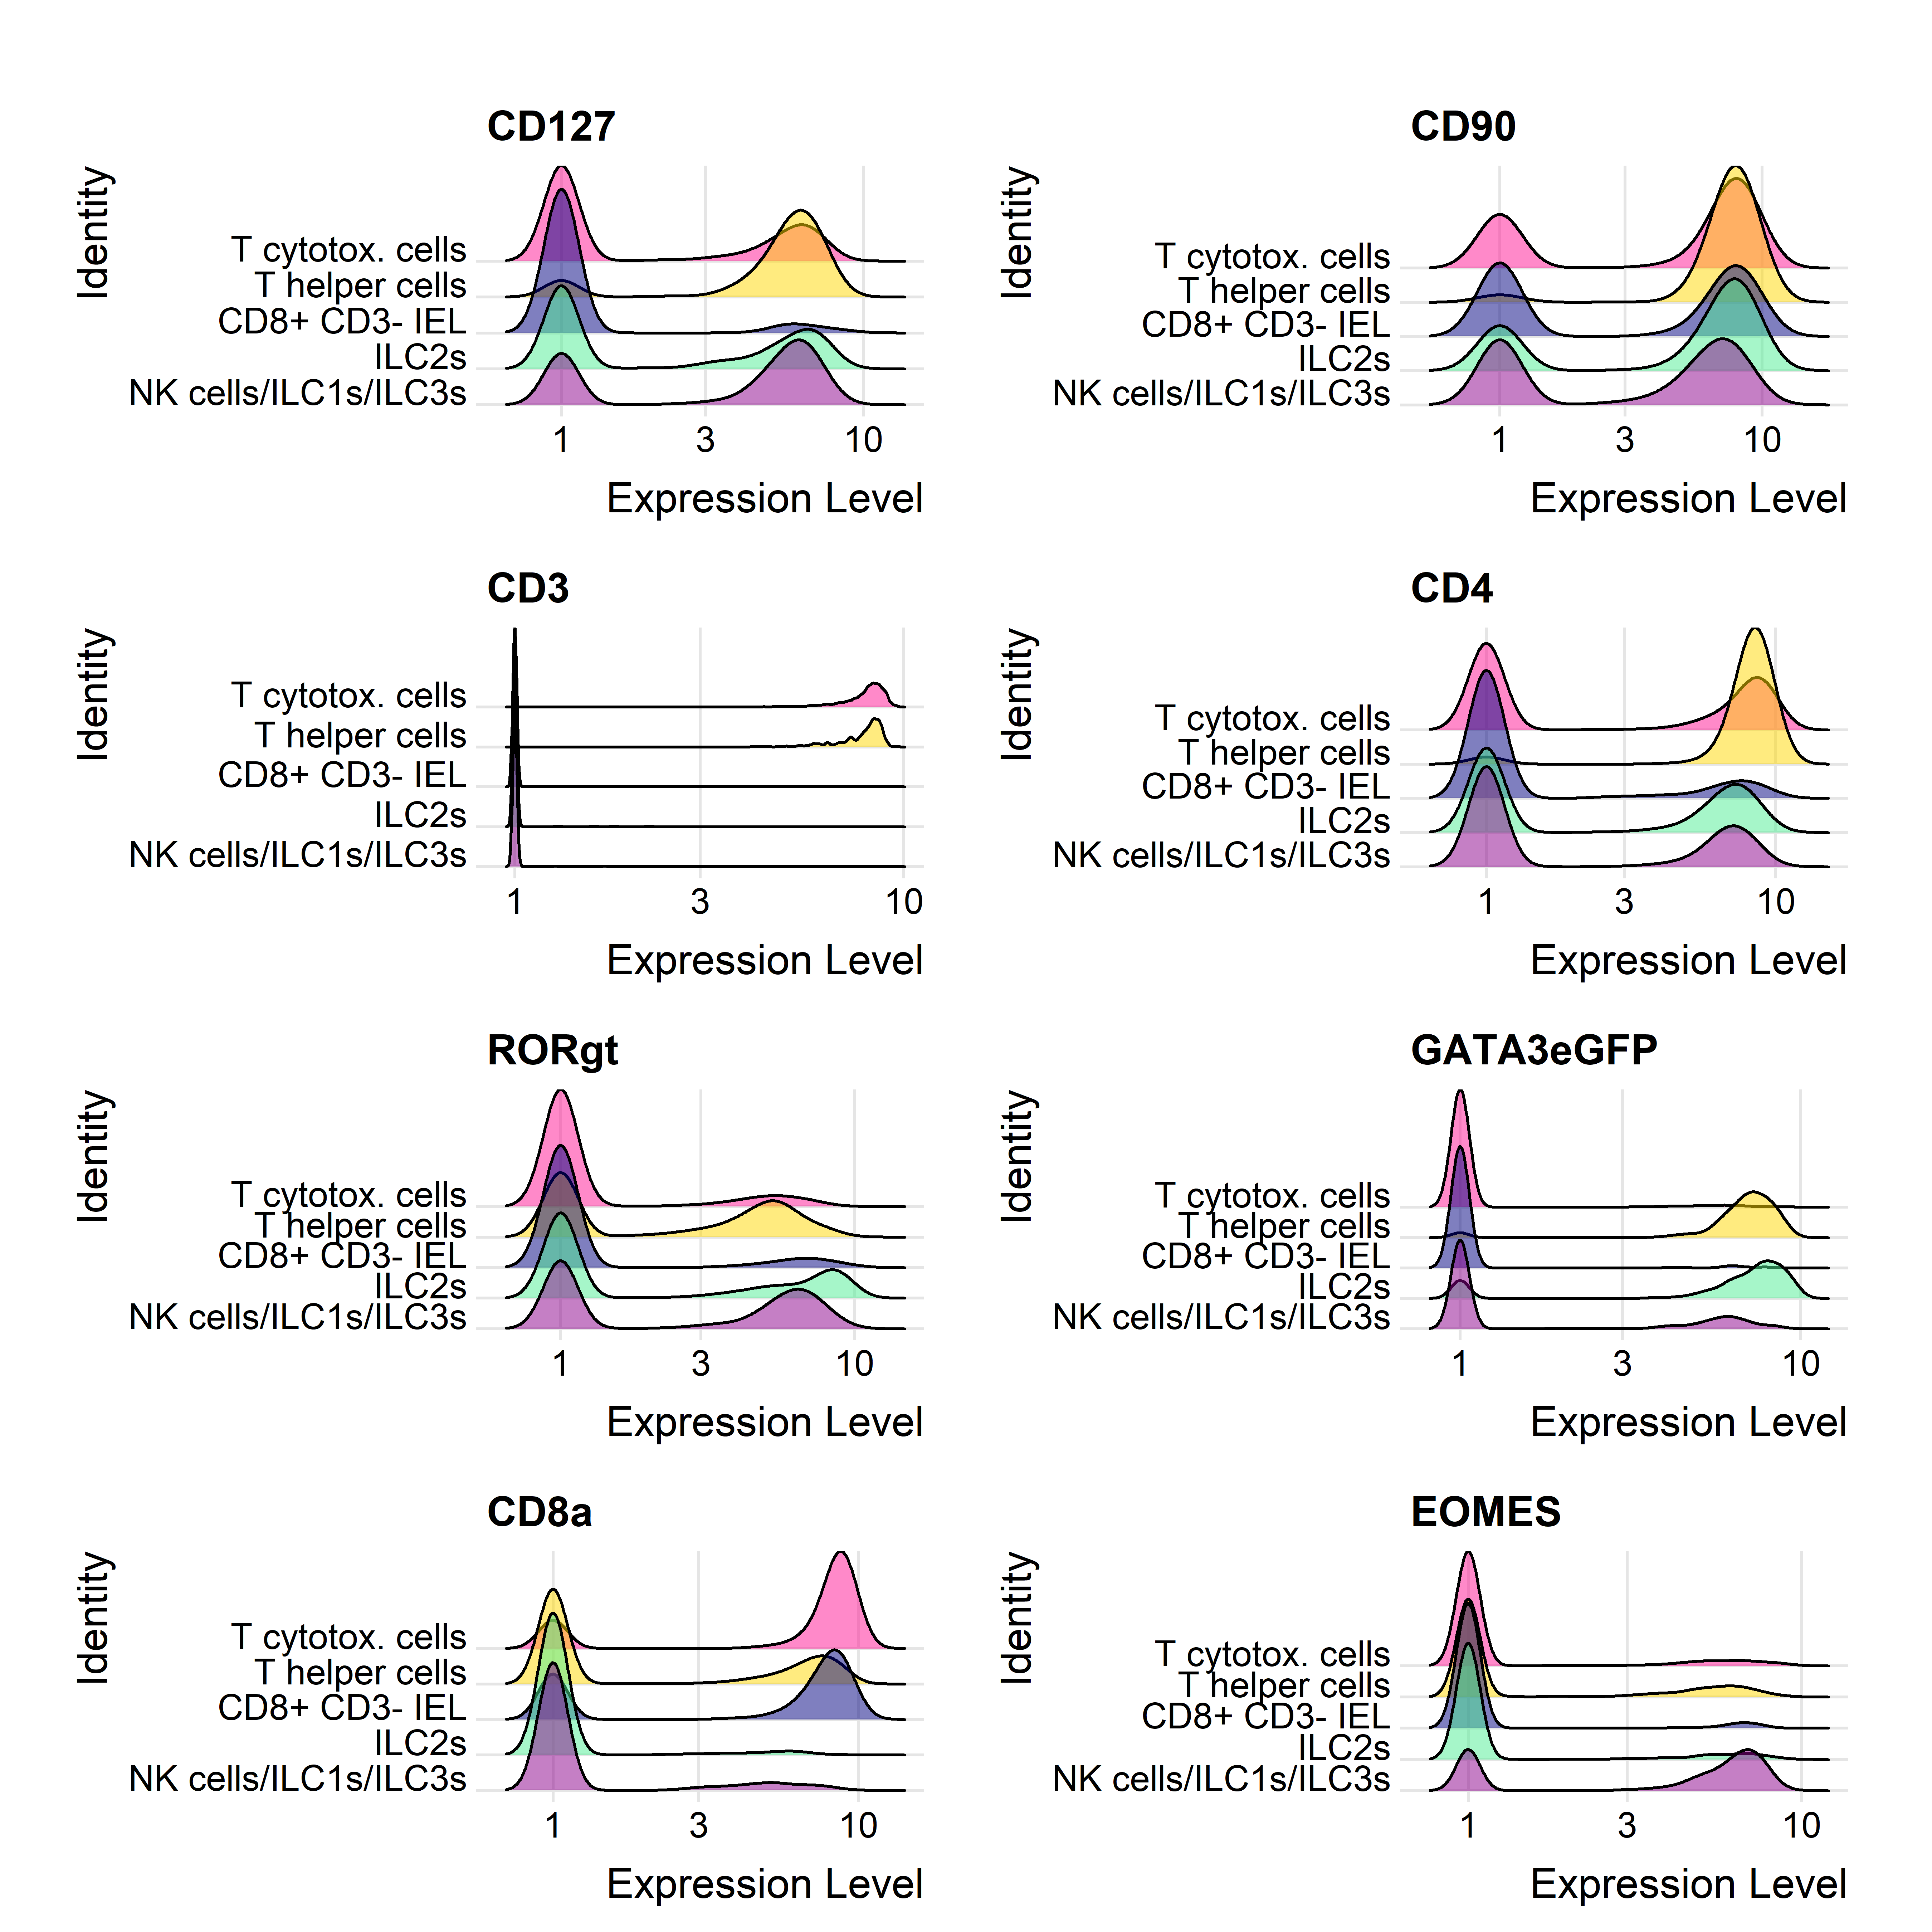 CD127
Identity
T cytotox. cells
T helper cells
CD8+ CD3- IEL
ILC2s
NK cells/ILC1s/ILC3s
1 3 10
Expression Level
CD90
Identity
T cytotox. cells
T helper cells
CD8+ CD3- IEL
ILC2s
NK cells/ILC1s/ILC3s
1 3 10
Expression Level
CD3
Identity
T cytotox. cells
T helper cells
CD8+ CD3- IEL
ILC2s
NK cells/ILC1s/ILC3s
1 3 10
Expression Level
CD4
Identity
T cytotox. cells
T helper cells
CD8+ CD3- IEL
ILC2s
NK cells/ILC1s/ILC3s
1 3 10
Expression Level
RORgt
Identity
T cytotox. cells
T helper cells
CD8+ CD3- IEL
ILC2s
NK cells/ILC1s/ILC3s
1 3 10
Expression Level
GATA3eGFP
Identity
T cytotox. cells
T helper cells
CD8+ CD3- IEL
ILC2s
NK cells/ILC1s/ILC3s
1 3 10
Expression Level
CD8a
Identity
T cytotox. cells
T helper cells
CD8+ CD3- IEL
ILC2s
NK cells/ILC1s/ILC3s
1 3 10
Expression Level
EOMES
Identity
T cytotox. cells
T helper cells
CD8+ CD3- IEL
ILC2s
NK cells/ILC1s/ILC3s
1 3 10
Expression Level